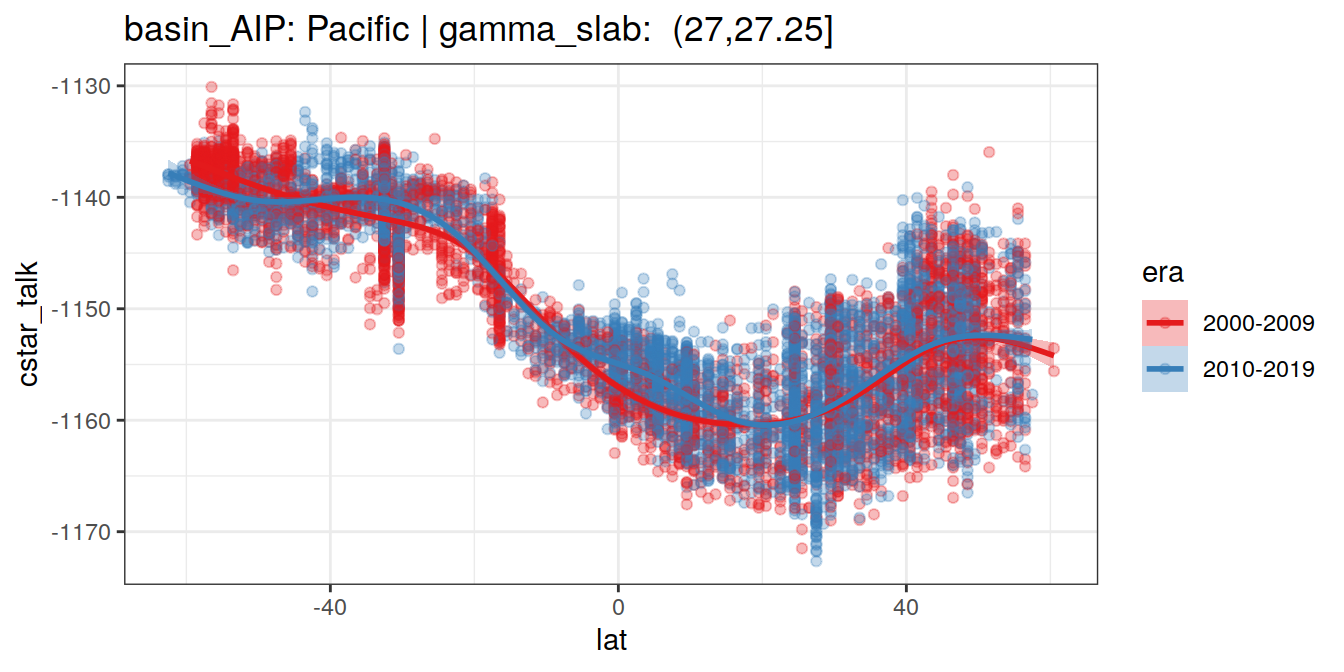 basin_AIP: Pacific | gamma_slab:  (27,27.25]
-1130
-1140
-1150
-1160
-1170
cstar_talk
-40
0
40
lat
era
2000-2009
2010-2019